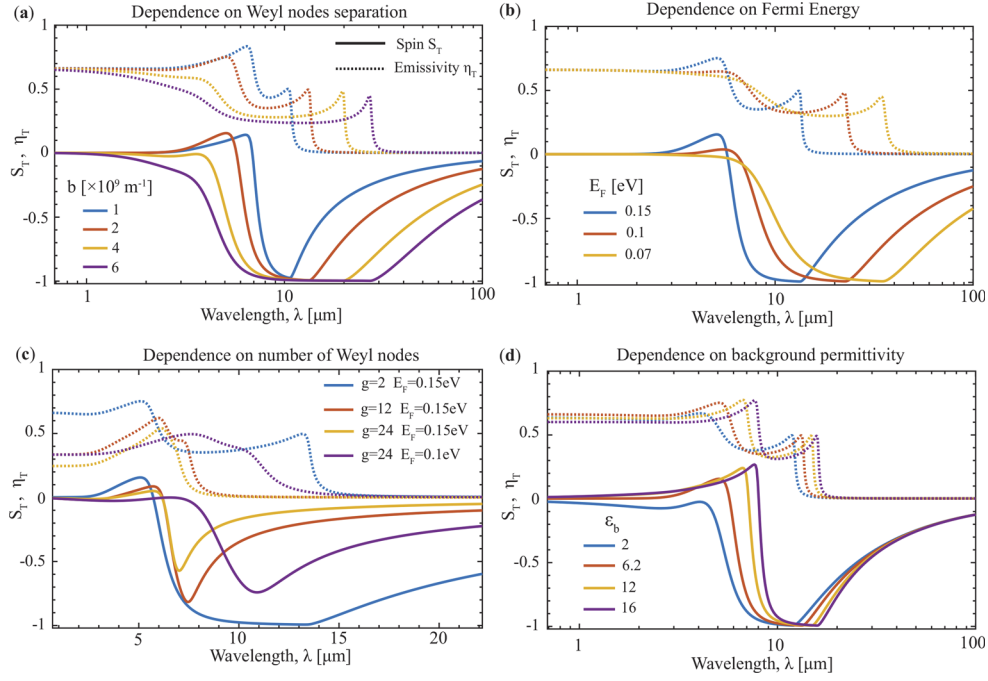 (a) Dependence on Weyl nodes separation
1
Spin S_T
Emissivity η_T
0.5
0
S_T, η_T
b [×10⁹ m⁻¹]
-0.5
1
2
4
6
-1
1 10 100
Wavelength, λ [μm]
(b) Dependence on Fermi Energy
1
0.5
0
S_T, η_T
E_F [eV]
-0.5
0.15
0.1
0.07
-1
1 10 100
Wavelength, λ [μm]
(c) Dependence on number of Weyl nodes
1
g=2 E_F=0.15eV
g=12 E_F=0.15eV
g=24 E_F=0.15eV
g=24 E_F=0.1eV
0.5
0
S_T, η_T
-0.5
-1
5 10 15 20
Wavelength, λ [μm]
(d) Dependence on background permittivity
1
0.5
0
S_T, η_T
ε_b
-0.5
2
6.2
12
16
-1
1 10 100
Wavelength, λ [μm]